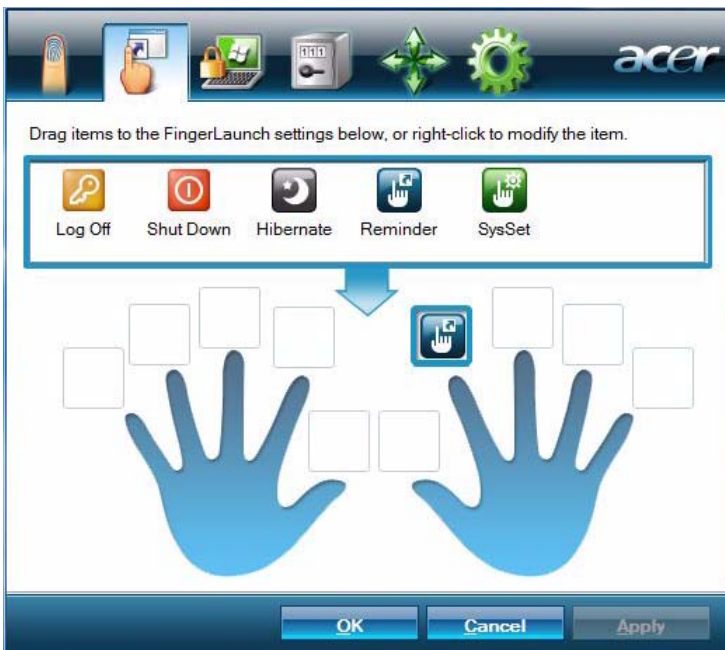 acer
Drag items to the FingerLaunch settings below, or right-click to modify the item.
Log Off Shut Down Hibernate Reminder SysSet
OK Cancel Apply